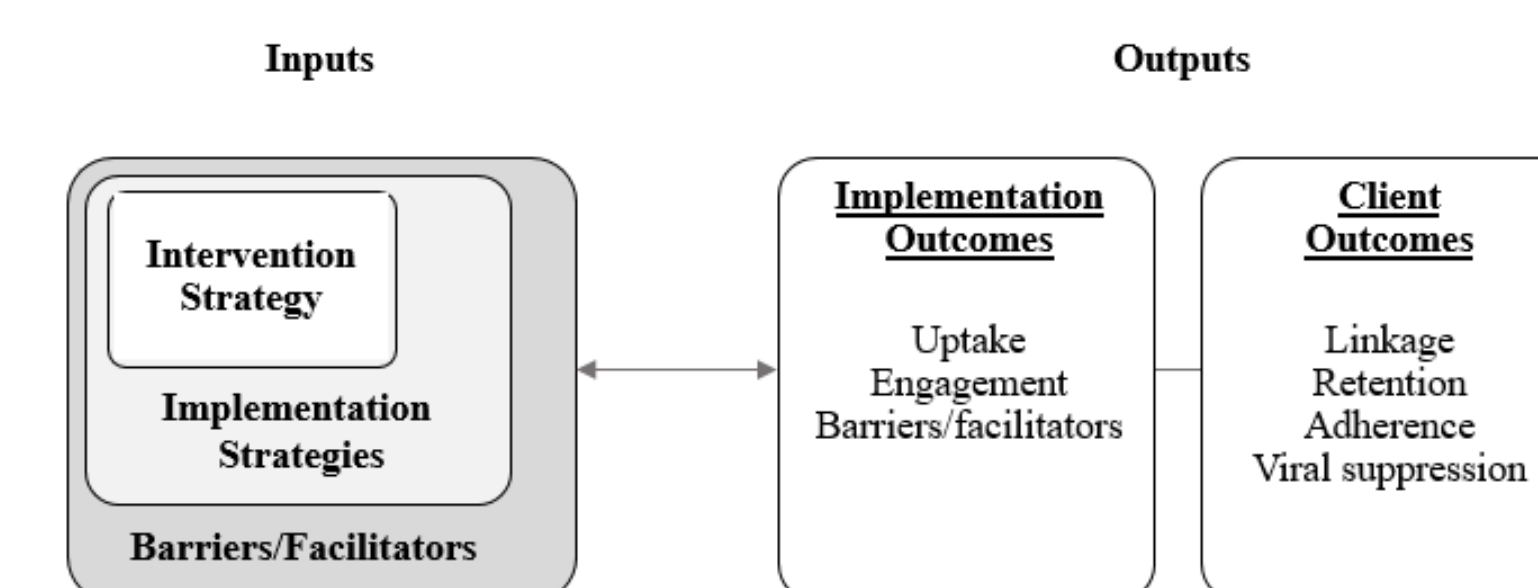 Inputs
Outputs
Intervention
Strategy
Implementation
Strategies
Barriers/Facilitators
Implementation
Outcomes
Uptake
Engagement
Barriers/facilitators
Client
Outcomes
Linkage
Retention
Adherence
Viral suppression